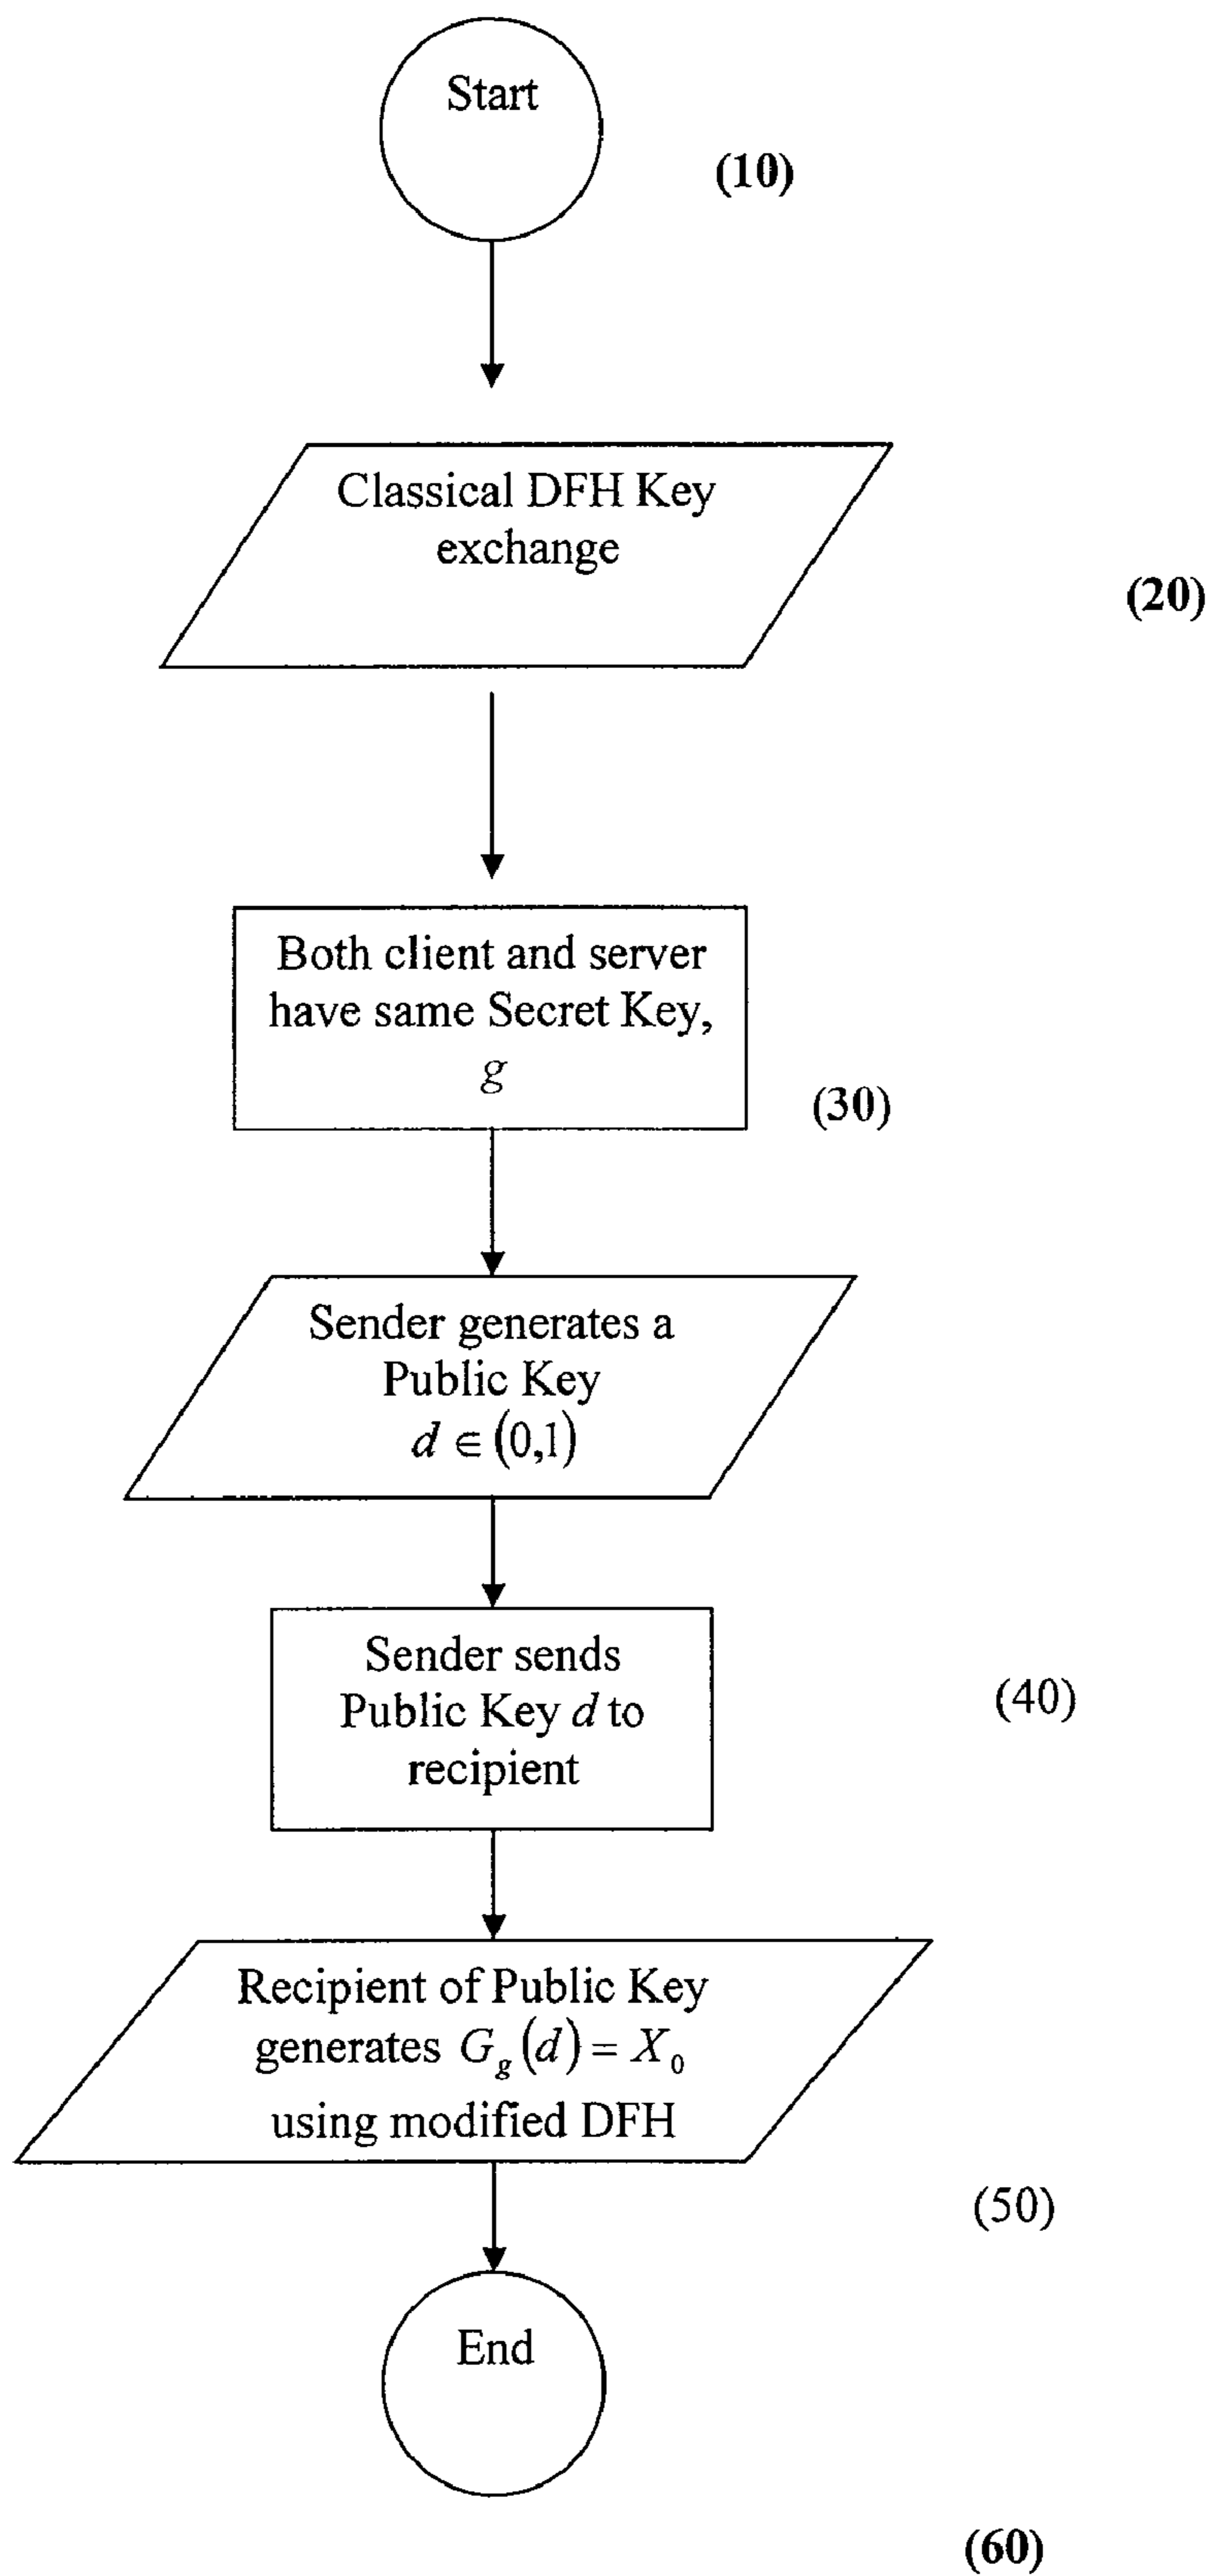 Start
(10)
Classical DFH Key
exchange
(20)
Both client and server
have same Secret Key,
g
(30)
Sender generates a
Public Key
d ∈ (0,1)
Sender sends
Public Key d to
recipient
(40)
Recipient of Public Key
generates G_g(d) = X_0
using modified DFH
(50)
End
(60)